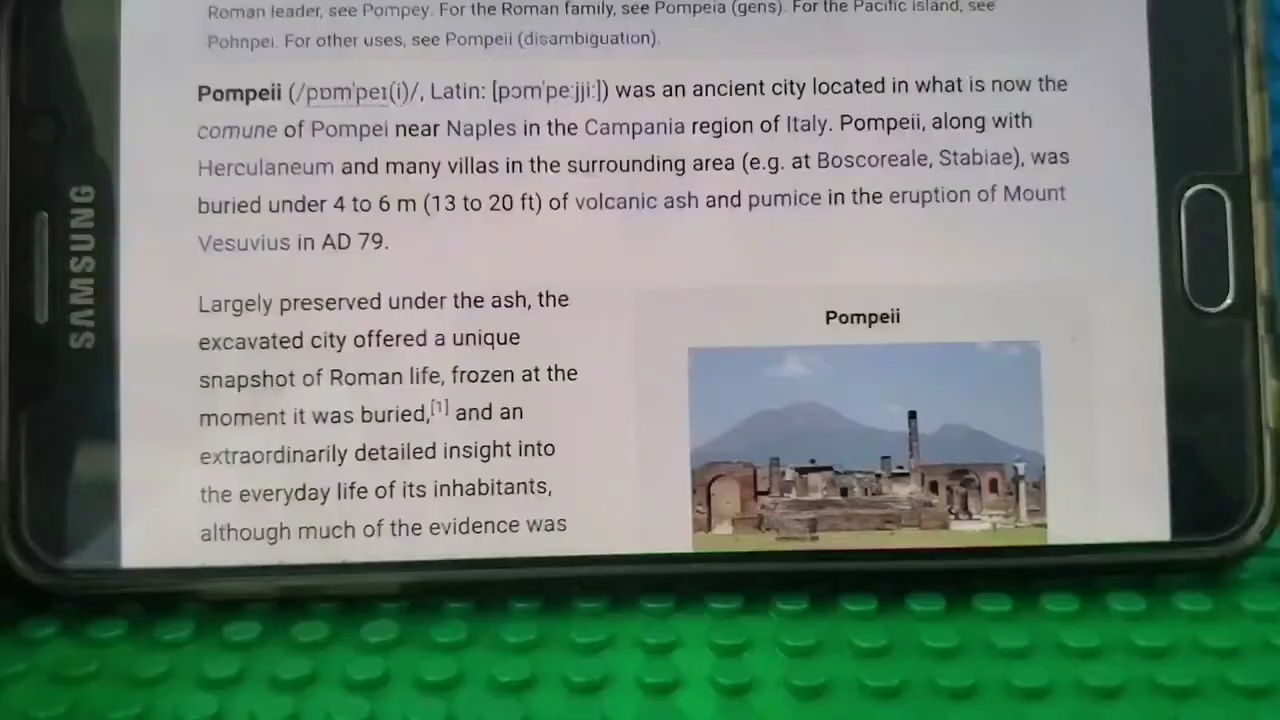 Roman leader, see Pompey. For the Roman family, see Pompeia (gens). For the Pacific island, see
Pohnpei. For other uses, see Pompeii (disambiguation).
Pompeii (/pɒmˈpeɪ(i)/, Latin: [pɔmˈpeːjjiː]) was an ancient city located in what is now the
comune of Pompei near Naples in the Campania region of Italy. Pompeii, along with
Herculaneum and many villas in the surrounding area (e.g. at Boscoreale, Stabiae), was
buried under 4 to 6 m (13 to 20 ft) of volcanic ash and pumice in the eruption of Mount
Vesuvius in AD 79.
Largely preserved under the ash, the
excavated city offered a unique
snapshot of Roman life, frozen at the
moment it was buried,[1] and an
extraordinarily detailed insight into
the everyday life of its inhabitants,
although much of the evidence was
Pompeii
SAMSUNG